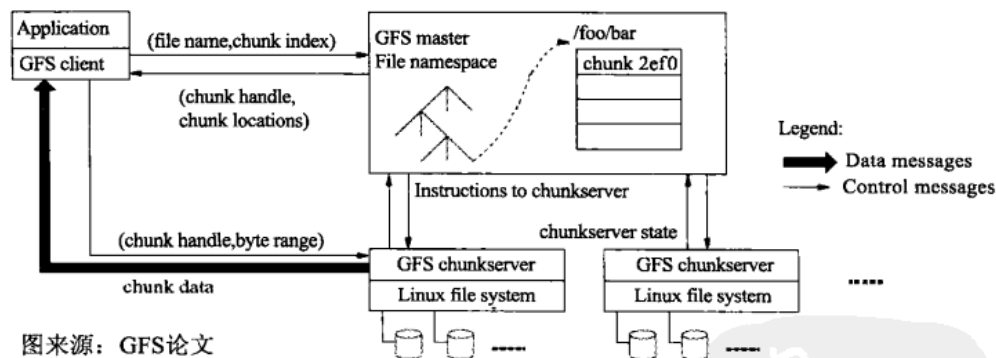 Application
GFS client
(file name,chunk index)
(chunk handle,
chunk locations)
GFS master
File namespace
/foo/bar
chunk 2ef0
Legend:
Data messages
Control messages
Instructions to chunkserver
chunkserver state
(chunk handle,byte range)
chunk data
GFS chunkserver
Linux file system
GFS chunkserver
Linux file system
图来源：GFS论文